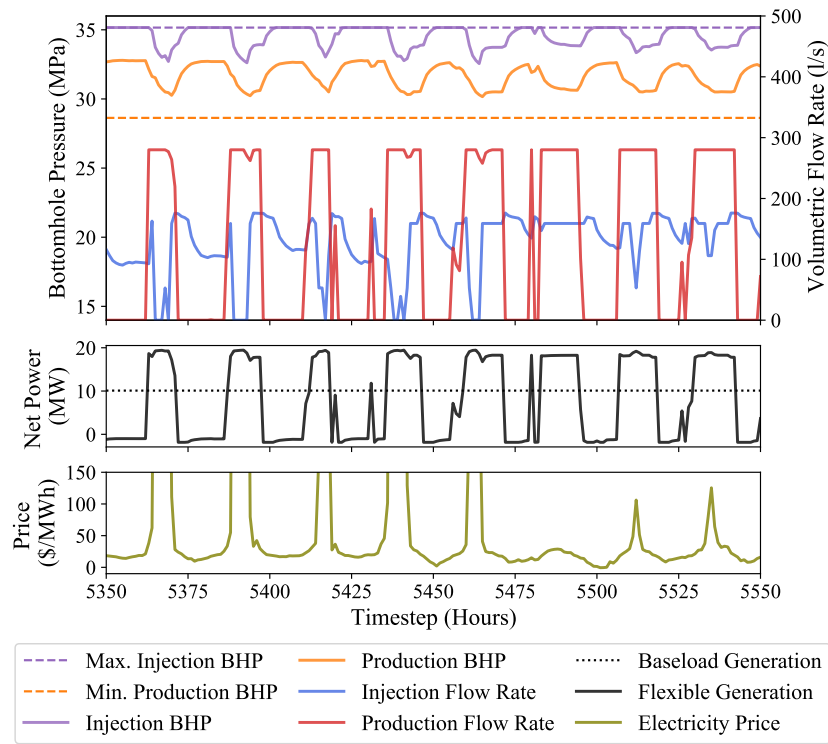 Bottomhole Pressure (MPa)
35
30
25
20
15
Volumetric Flow Rate (l/s)
500
400
300
200
100
0
Net Power
(MW)
20
10
0
Price
($/MWh)
150
100
50
0
5350 5375 5400 5425 5450 5475 5500 5525 5550
Timestep (Hours)
Max. Injection BHP
Min. Production BHP
Injection BHP
Production BHP
Injection Flow Rate
Production Flow Rate
Baseload Generation
Flexible Generation
Electricity Price